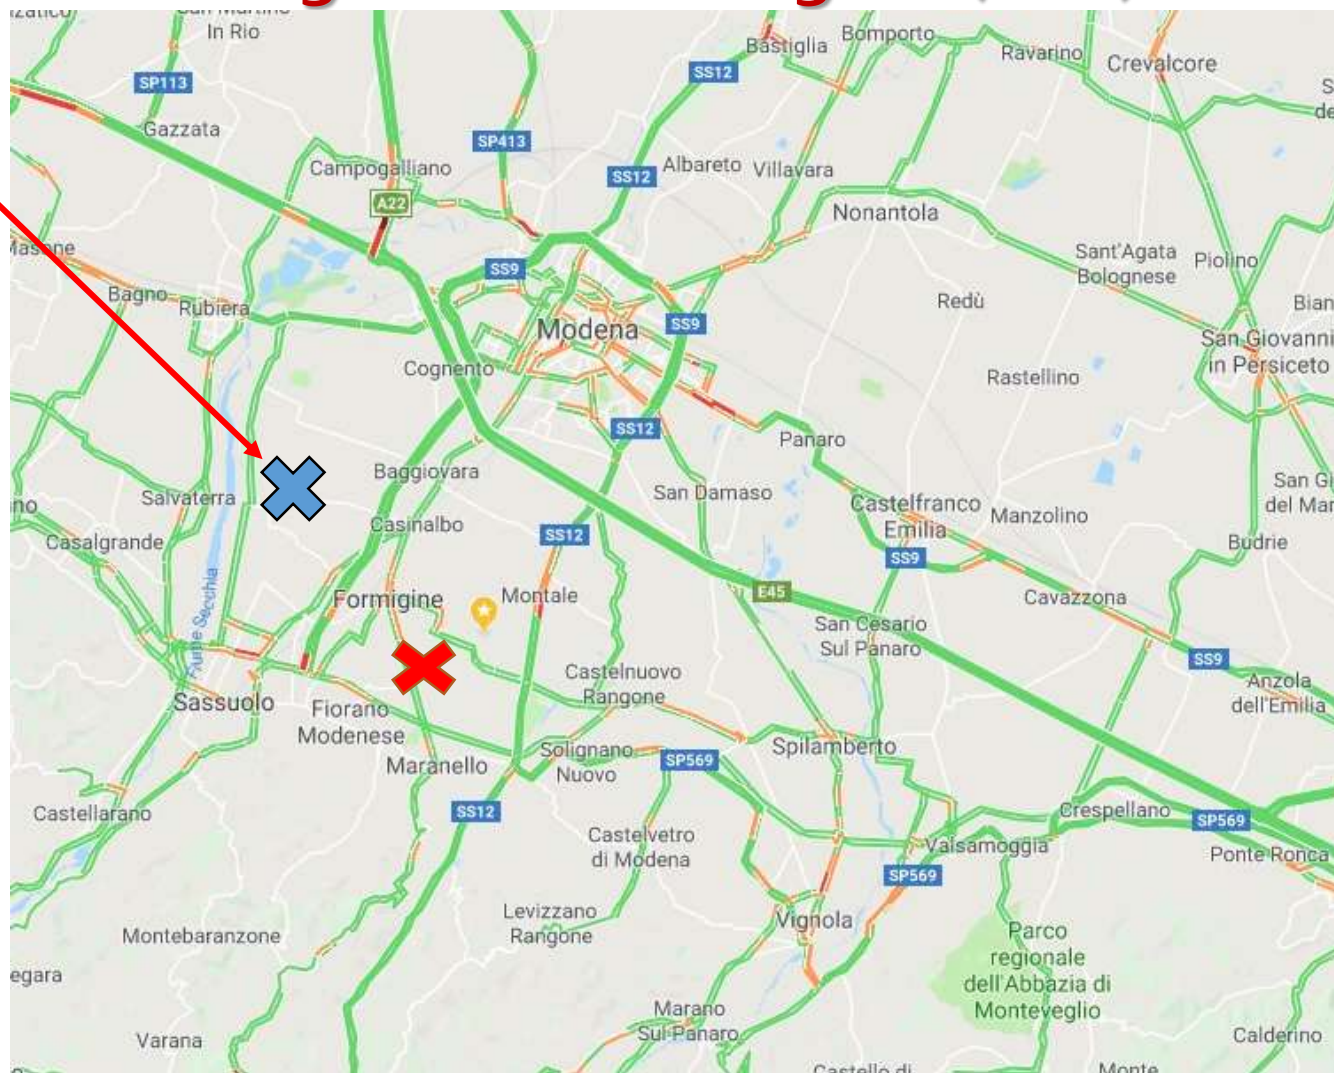 In Rio
Bastiglia
Bomporto
Ravarino
Crevalcore
SS12
SP113
Gazzata
SP413
Campogalliano
SS12
Albareto
Villavara
A22
Nonantola
Masone
Sant'Agata
Bolognese
Piolino
SS9
Bagno
Rubiera
Redù
Modena
SS9
San Giovanni
in Persiceto
Cognento
Rastellino
SS12
Panaro
Baggiovara
San Damaso
Salvaterra
Castelfranco
Emilia
Manzolino
Casinalbo
SS12
Casalgrande
Budrie
SS9
Fiume Secchia
Formigine
Montale
E45
Cavazzona
San Cesario
Sul Panaro
SS9
Castelnuovo
Rangone
Anzola
dell'Emilia
Sassuolo
Fiorano
Modenese
Maranello
Solignano
Nuovo
SP569
Spilamberto
Castellarano
SS12
Crespellano
SP569
Castelvetro
di Modena
Valsamoggia
Ponte Ronca
SP569
Levizzano
Rangone
Vignola
Montebaranzone
Parco
regionale
dell'Abbazia di
Monteveglio
egara
Marano
Sul Panaro
Varana
Calderino